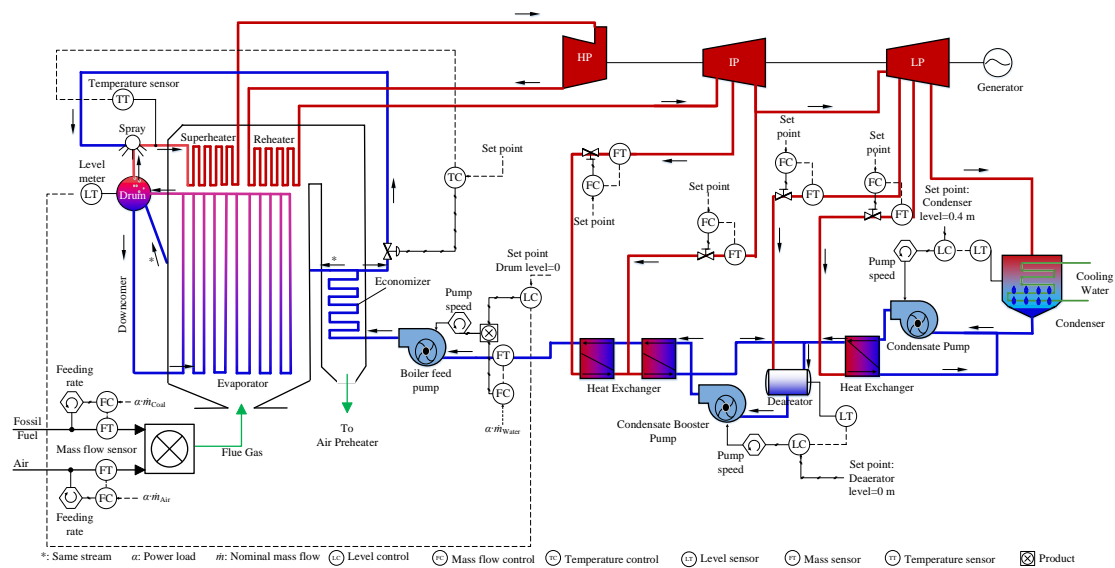 HP
IP
LP
Generator
Temperature sensor
TT
Spray
Superheater
Reheater
Level
meter
LT
Drum
Set point
TC
Set
point
FC
FT
Set point
Set point
FC
FT
Set
point
FC
FT
Set
point
FC
FT
Set point:
Condenser
level=0.4 m
Pump
speed
LC
LT
Cooling
Water
Condenser
Condensate Pump
*
*
Downcomer
Economizer
Evaporator
Set point
Drum level=0
LC
Pump
speed
FT
FC
α·ṁWater
Boiler feed
pump
Heat Exchanger
Deareator
Heat Exchanger
Condensate Booster
Pump
LT
Pump
speed
LC
Set point:
Deaerator
level=0 m
Feeding
rate
FC
α·ṁCoal
FT
Fossil
Fuel
Mass flow sensor
Flue Gas
To
Air Preheater
Air
FT
FC
α·ṁAir
Feeding
rate
*: Same stream α: Power load ṁ: Nominal mass flow LC Level control FC Mass flow control TC Temperature control LT Level sensor FT Mass sensor TT Temperature sensor Product